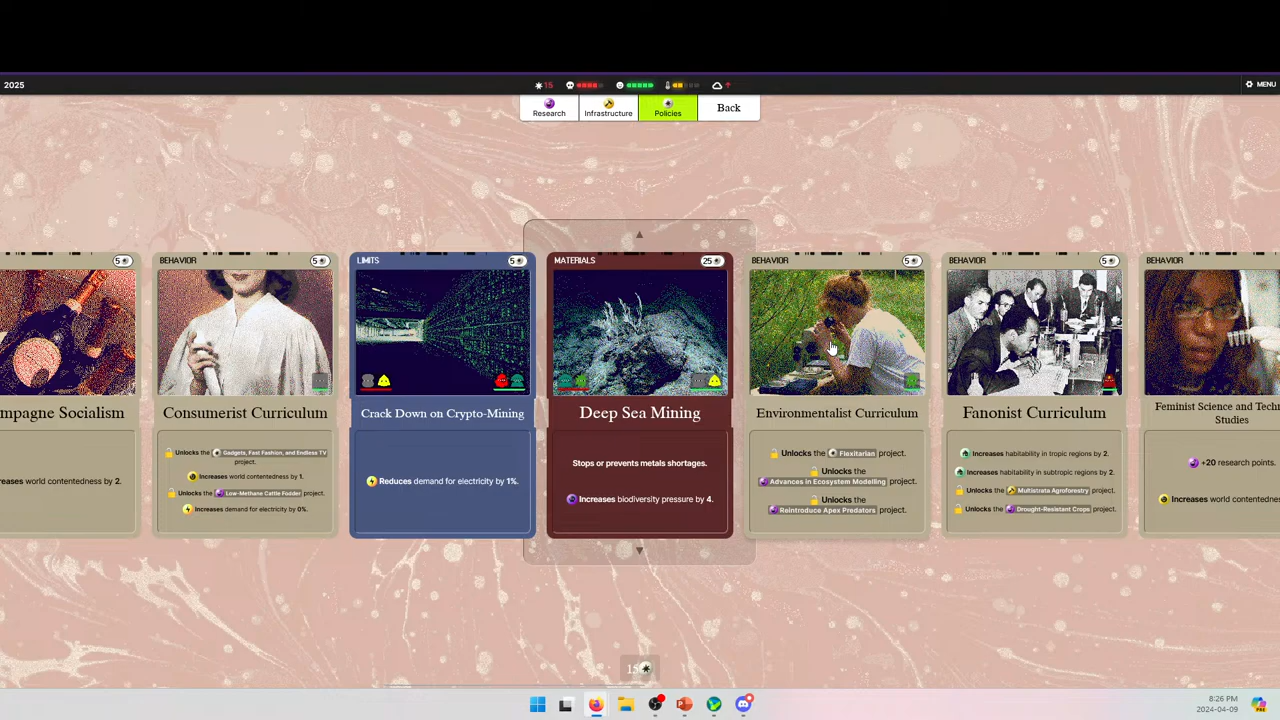 2025
15
MENU
Research
Infrastructure
Policies
Back
5
mpagne Socialism
reases world contentedness by 2.
BEHAVIOR
5
Consumerist Curriculum
Unlocks the Gadgets, Fast Fashion, and Endless TV
project.
Increases world contentedness by 1.
Unlocks the Low-Methane Cattle Fodder project.
Increases demand for electricity by 0%.
LIMITS
5
Crack Down on Crypto-Mining
Reduces demand for electricity by 1%.
MATERIALS
25
Deep Sea Mining
Stops or prevents metals shortages.
Increases biodiversity pressure by 4.
BEHAVIOR
5
Environmentalist Curriculum
Unlocks the Flexitarian project.
Unlocks the
Advances in Ecosystem Modelling project.
Unlocks the
Reintroduce Apex Predators project.
BEHAVIOR
5
Fanonist Curriculum
Increases habitability in tropic regions by 2.
Increases habitability in subtropic regions by 2.
Unlocks the Multistrata Agroforestry project.
Unlocks the Drought-Resistant Crops project.
BEHAVIOR
Feminist Science and Techn
Studies
+20 research points.
Increases world contentednes
15
8:26 PM
2024-04-09